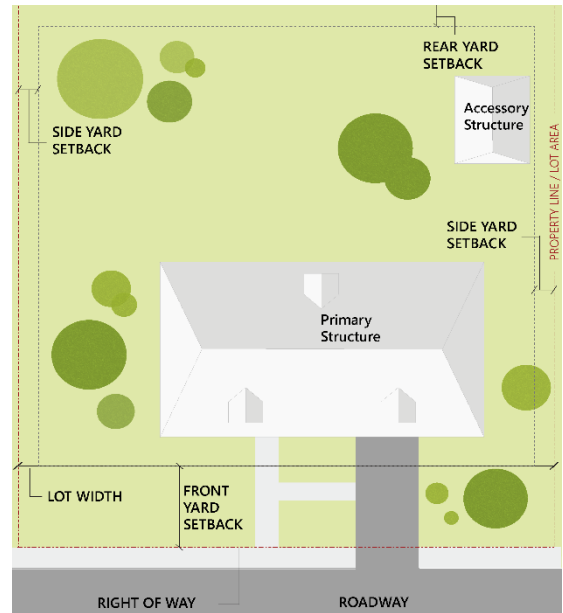 REAR YARD
SETBACK
Accessory
Structure
SIDE YARD
SETBACK
PROPERTY LINE / LOT AREA
SIDE YARD
SETBACK
Primary
Structure
LOT WIDTH
FRONT
YARD
SETBACK
RIGHT OF WAY
ROADWAY